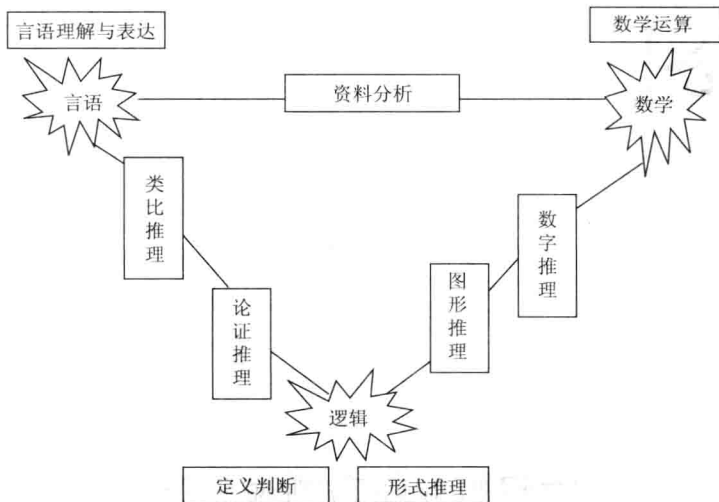 言语理解与表达
数学运算
言语
资料分析
数学
类比推理
数字推理
论证推理
图形推理
逻辑
定义判断
形式推理